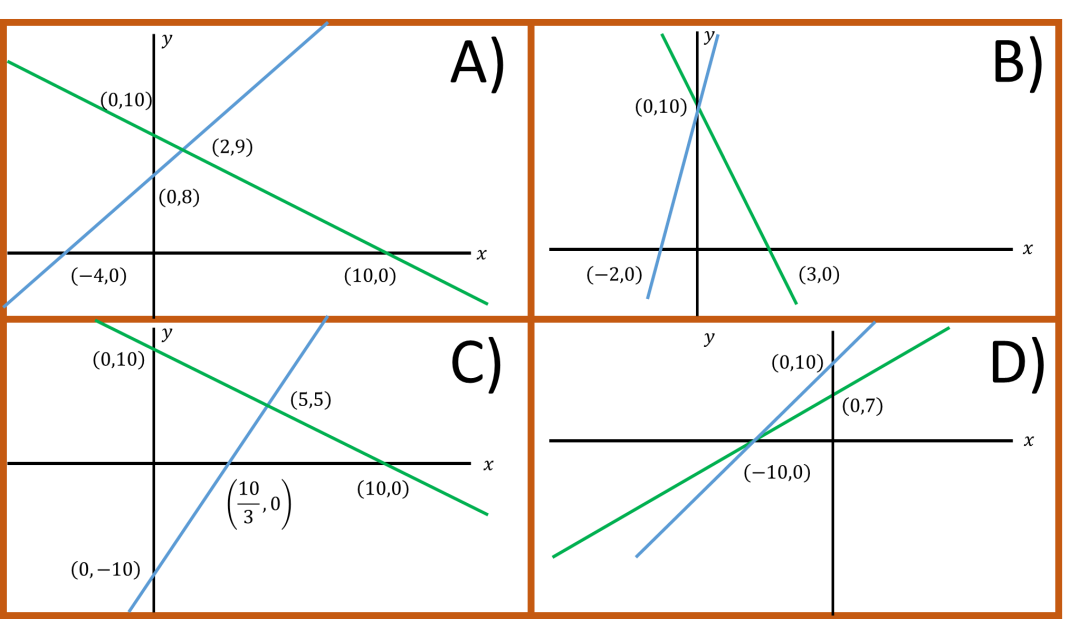 y
A)
(0,10)
(2,9)
(0,8)
x
(−4,0)
(10,0)
y
B)
(0,10)
x
(−2,0)
(3,0)
y
C)
(0,10)
(5,5)
x
(10/3, 0)
(10,0)
(0,−10)
y
D)
(0,10)
(0,7)
x
(−10,0)